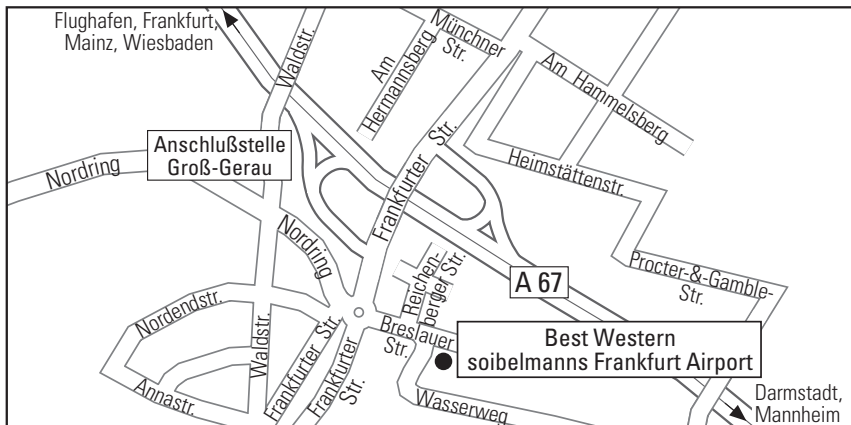 Flughafen, Frankfurt,
Mainz, Wiesbaden
Waldstr.
Münchner
Str.
Am
Hermannsberg
Am Hammelsberg
Anschlußstelle
Groß-Gerau
Nordring
Frankfurter Str.
Heimstättenstr.
Nordring
Reichen-
berger Str.
A 67
Procter-&-Gamble-
Str.
Nordendstr.
Waldstr.
Frankfurter Str.
Frankfurter
Str.
Breslauer
Str.
Best Western
soibelmanns Frankfurt Airport
Annastr.
Wasserweg
Darmstadt,
Mannheim